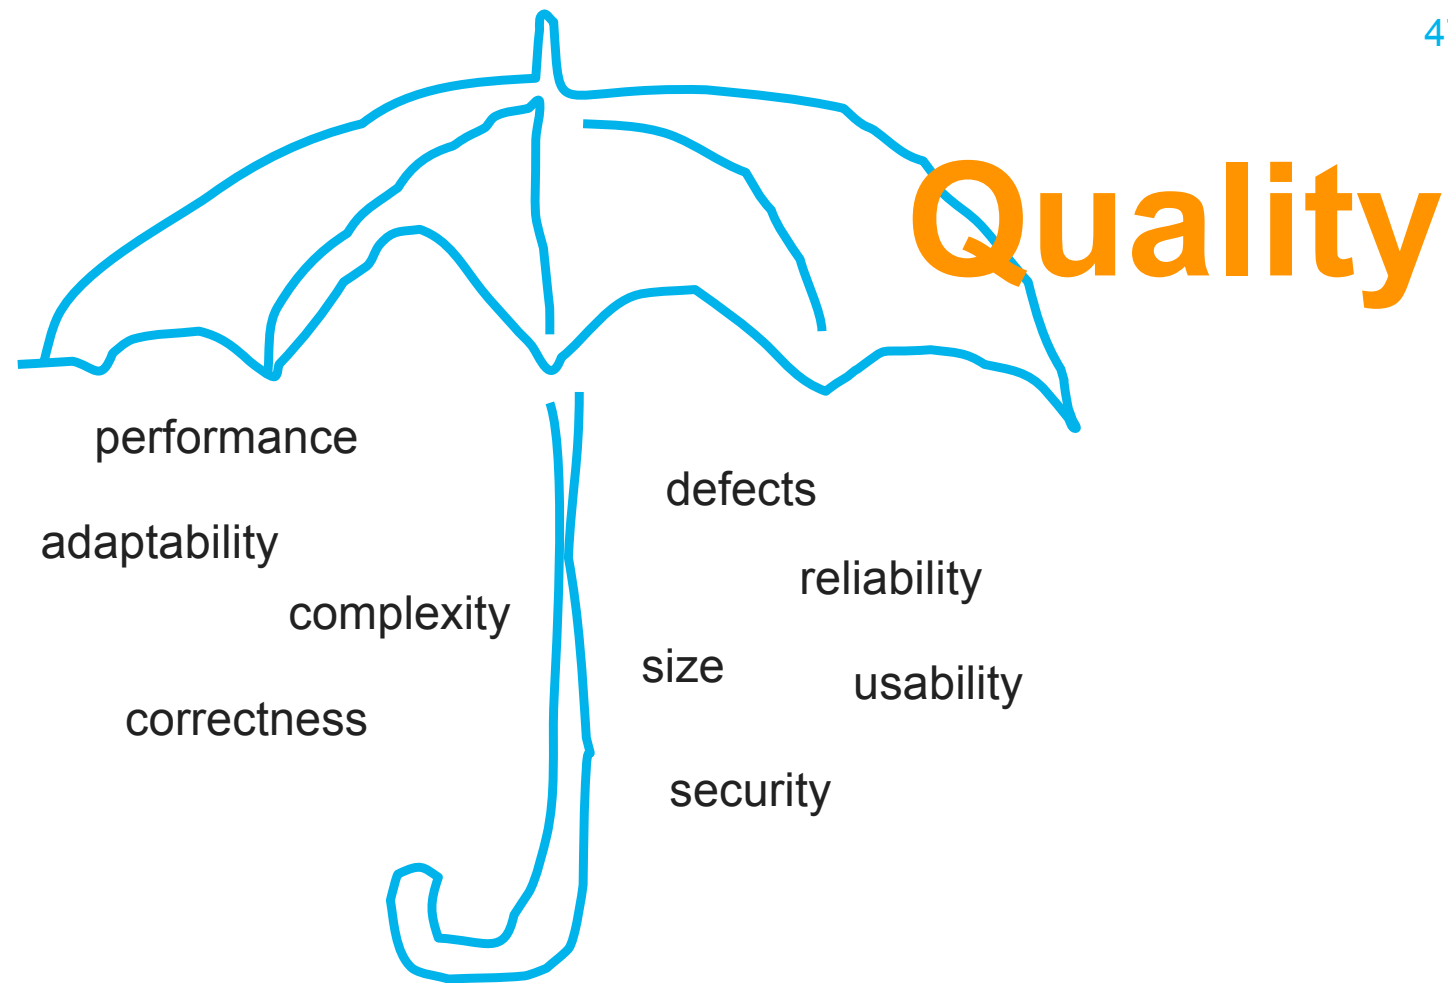 Quality
performance
defects
adaptability
reliability
complexity
size
usability
correctness
security